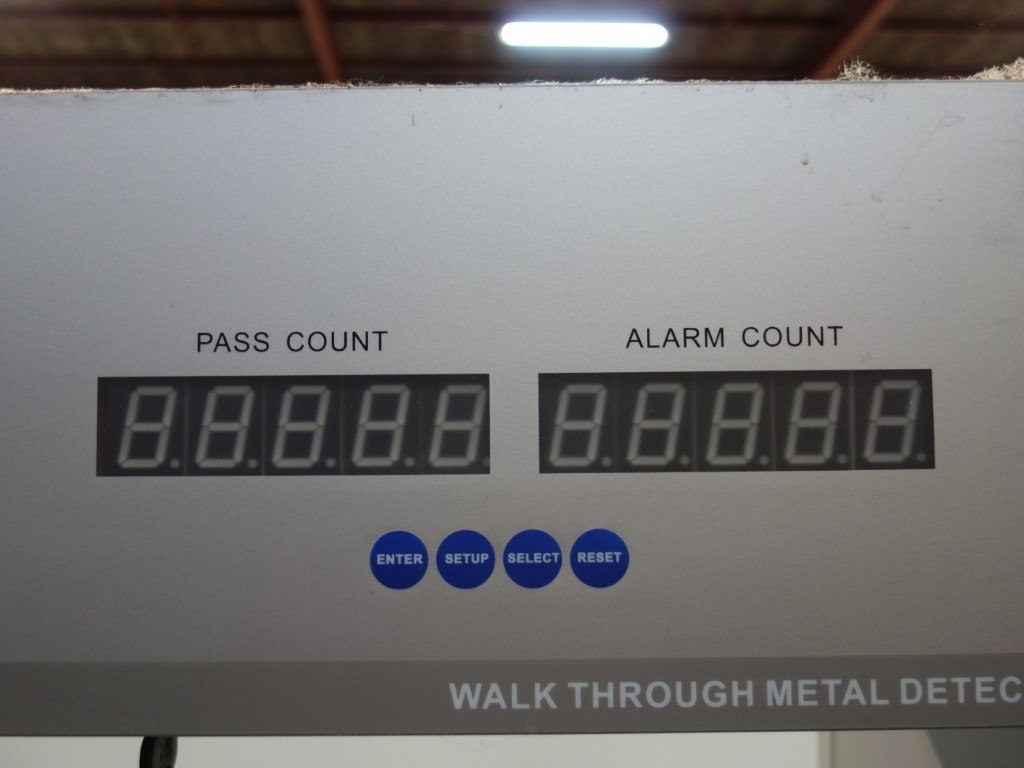 PASS COUNT ALARM COUNT
ENTER SETUP SELECT RESET
WALK THROUGH METAL DETEC